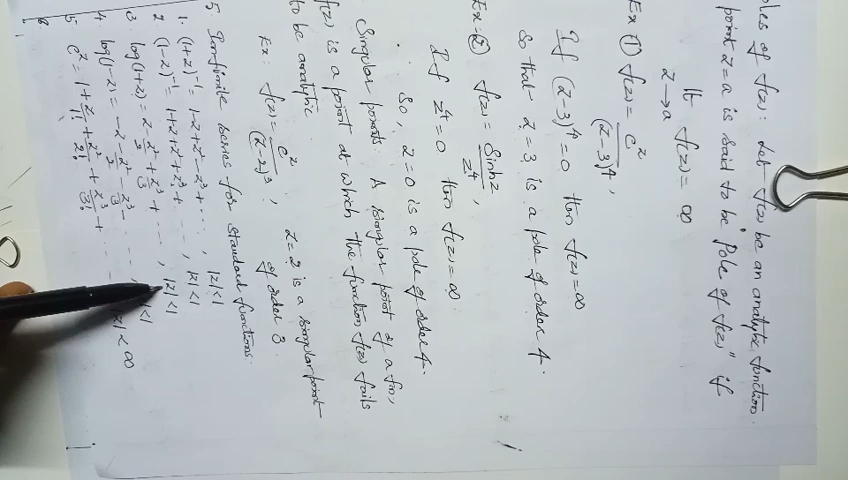 ples of f(z): Let f(z) be an analytic function.
point z=a is said to be "Pole of f(z)" if
lt f(z) = ∞
z→a
Ex ① f(z) = e^z / (z-3)^4,
If (z-3)^4 = 0 then f(z) = ∞
So that z = 3 is a pole of order 4.
Ex-② f(z) = Sinhz / z^4,
If z^4 = 0 then f(z) = ∞
So, z=0 is a pole of order 4.
Singular points: A singular point of a fn,
f(z) is a point at which the function f(z) fails
to be analytic
Ex: f(z) = e^z / (z-2)^3 ; z=2 is a singular point
of order 3.
5. Infinite Series for Standard functions.
1. (1+z)^-1 = 1-z+z^2-z^3+ ..., |z|<1
2 (1-z)^-1 = 1+z+z^2+z^3+ ..., |z|<1
3 log(1+z) = z-z^2/2+z^3/3 + ..., |z|<1
4. log(1-z) = -z-z^2/2-z^3/3- ..., |<1
5 e^z = 1+z/1!+z^2/2!+z^3/3!+ ... |z|<∞